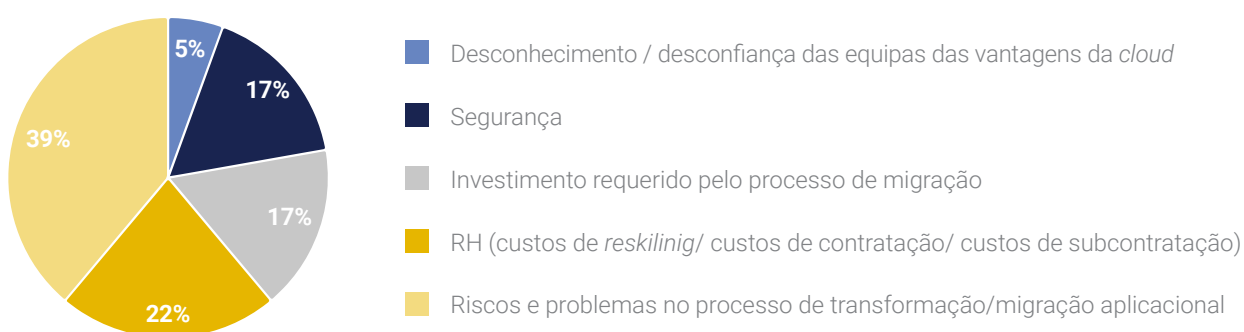 5%
17%
39%
17%
22%
Desconhecimento / desconfiança das equipas das vantagens da cloud
Segurança
Investimento requerido pelo processo de migração
RH (custos de reskilinig/ custos de contratação/ custos de subcontratação)
Riscos e problemas no processo de transformação/migração aplicacional